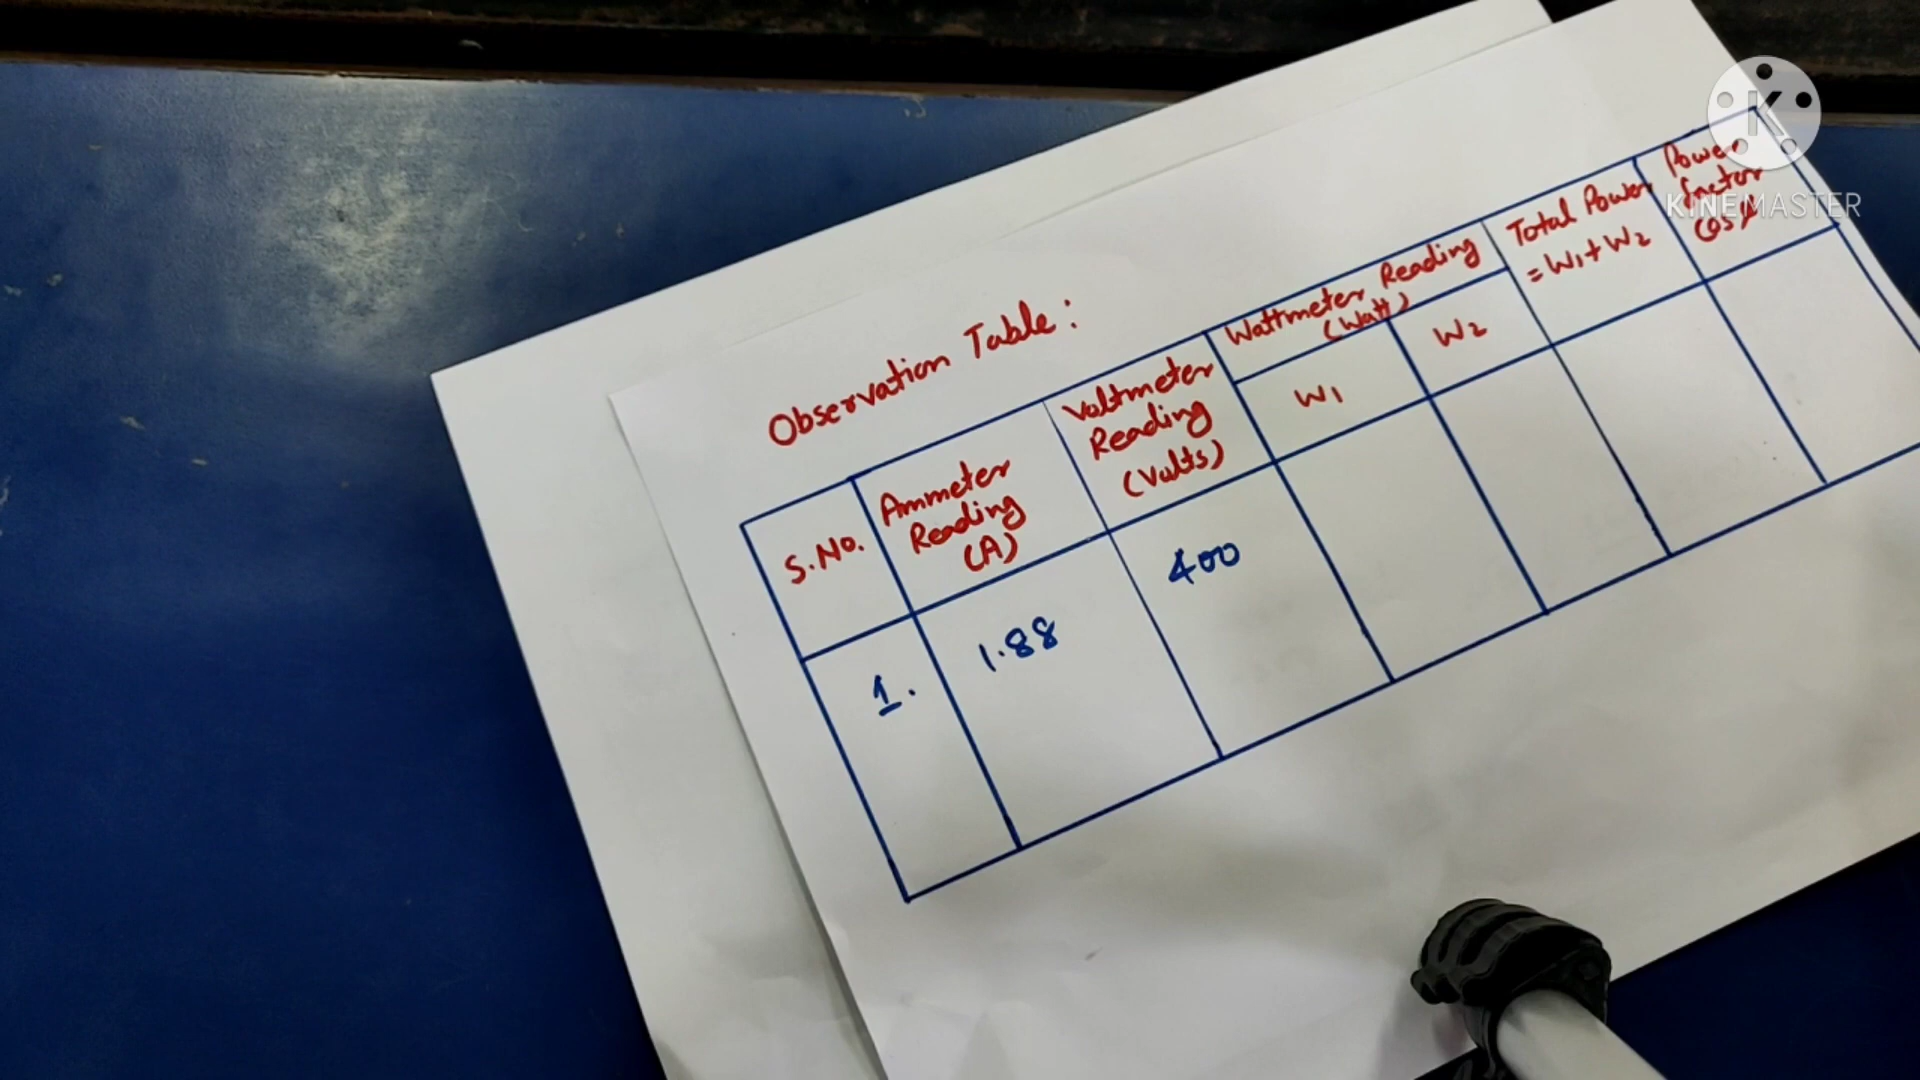 Observation Table:
S.No.
Ammeter
Reading
(A)
Voltmeter
Reading
(Volts)
Wattmeter Reading
(Watt)
W1
W2
Total Power
= W1 + W2
Power
factor
Cosϕ
1.
1.88
400
K
KINEMASTER